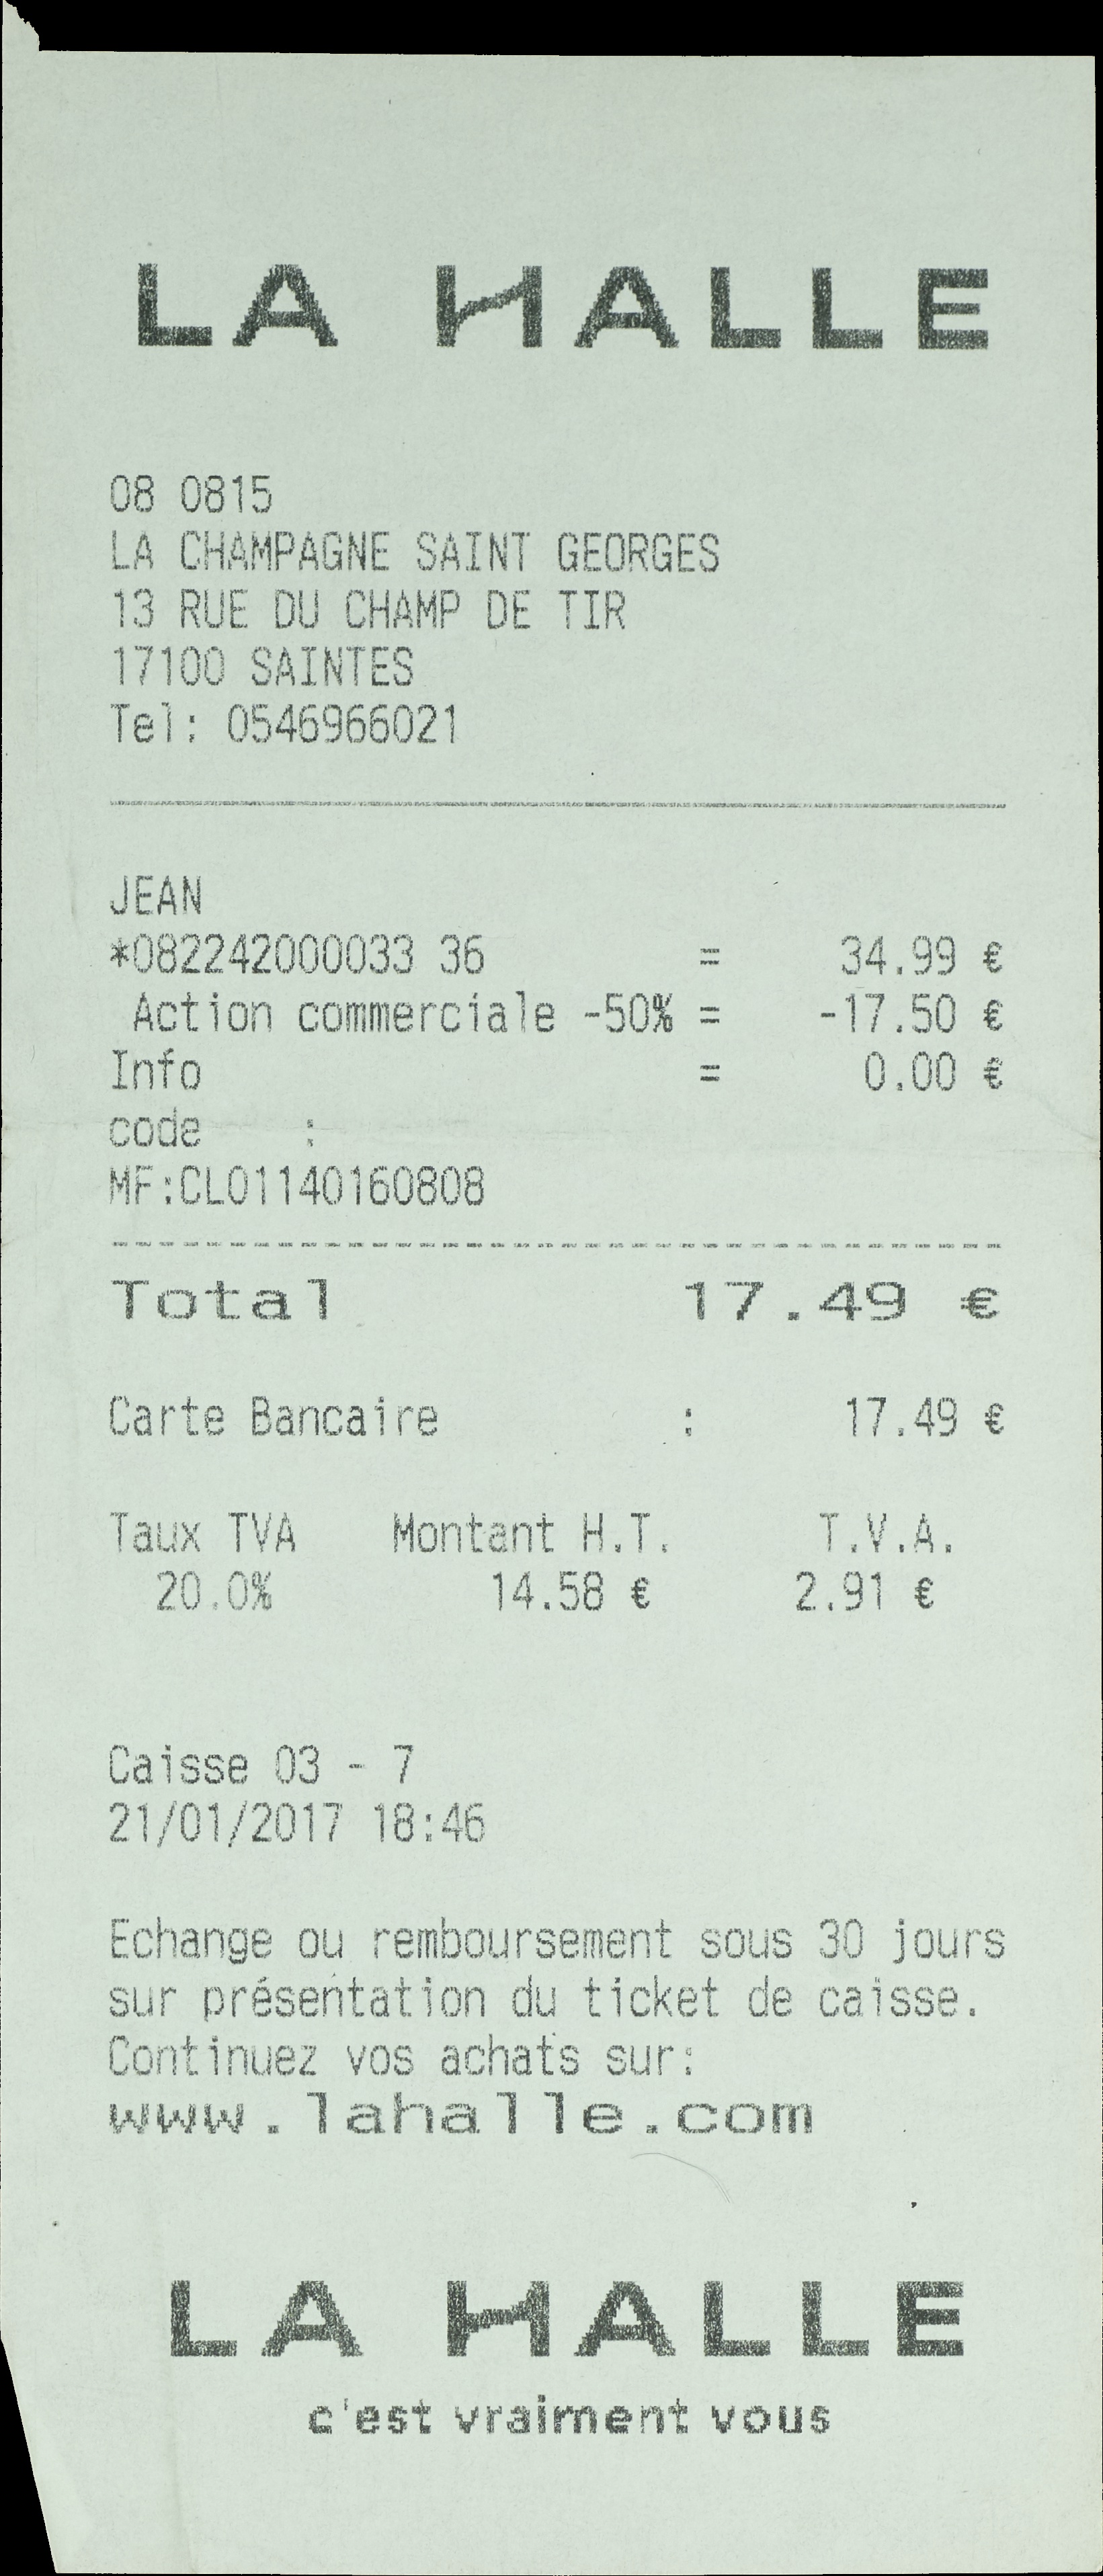 LA HALLE
08 0815
LA CHAMPAGNE SAINT GEORGES
13 RUE DU CHAMP DE TIR
17100 SAINTES
Tel: 0546966021
JEAN
*082242000033 36 = 34.99 €
Action commerciale -50% = -17.50 €
Info = 0.00 €
code :
MF:CL01140160808
Total 17.49 €
Carte Bancaire : 17.49 €
Taux TVA Montant H.T. T.V.A.
20.0% 14.58 € 2.91 €
Caisse 03 - 7
21/01/2017 18:46
Echange ou remboursement sous 30 jours
sur présentation du ticket de caisse.
Continuez vos achats sur:
www.lahalle.com
LA HALLE
c'est vraiment vous